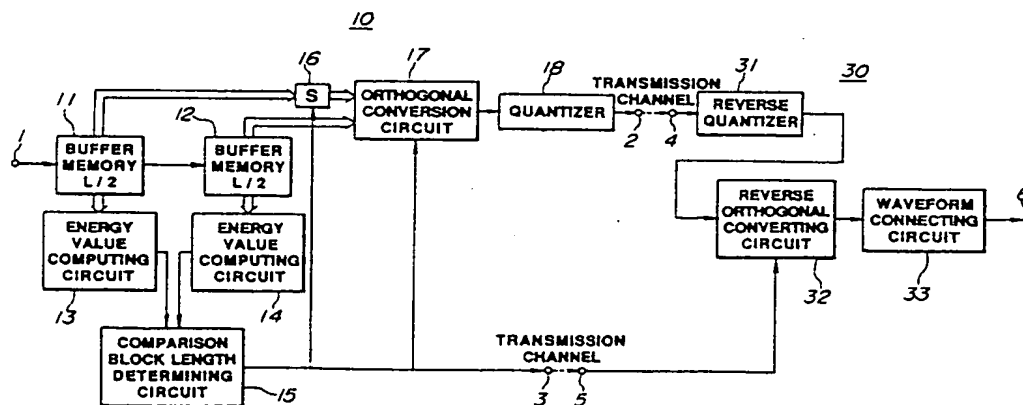 10
16
S
17
ORTHOGONAL
CONVERSION
CIRCUIT
18
QUANTIZER
TRANSMISSION
CHANNEL
2
4
31
REVERSE
QUANTIZER
30
1
11
BUFFER
MEMORY
L/2
12
BUFFER
MEMORY
L/2
ENERGY
VALUE
COMPUTING
CIRCUIT
13
ENERGY
VALUE
COMPUTING
CIRCUIT
14
REVERSE
ORTHOGONAL
CONVERTING
CIRCUIT
32
WAVEFORM
CONNECTING
CIRCUIT
33
6
COMPARISON
BLOCK LENGTH
DETERMINING
CIRCUIT
15
TRANSMISSION
CHANNEL
3
5